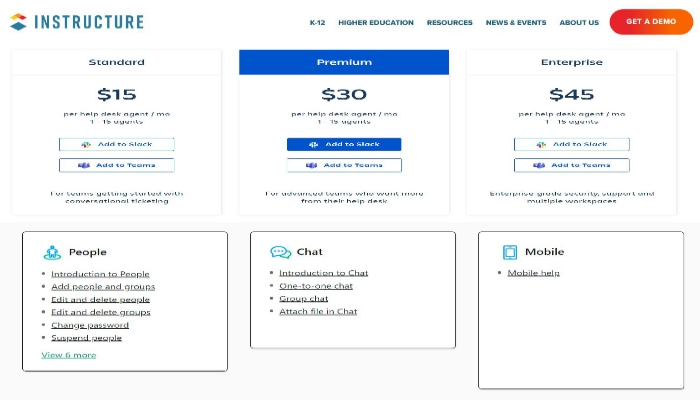 INSTRUCTURE
K-12 HIGHER EDUCATION RESOURCES NEWS & EVENTS ABOUT US GET A DEMO
Standard
$15
per help desk agent / mo
1 - 15 agents
Add to Slack
Add to Teams
For teams getting started with
conversational ticketing
Premium
$30
per help desk agent / mo
1 - 15 agents
Add to Slack
Add to Teams
For advanced teams who want more
from their help desk
Enterprise
$45
per help desk agent / mo
1 - 15 agents
Add to Slack
Add to Teams
Enterprise-grade security, support and
multiple workspaces
People
Introduction to People
Add people and groups
Edit and delete people
Edit and delete groups
Change password
Suspend people
View 6 more
Chat
Introduction to Chat
One-to-one chat
Group chat
Attach file in Chat
Mobile
Mobile help